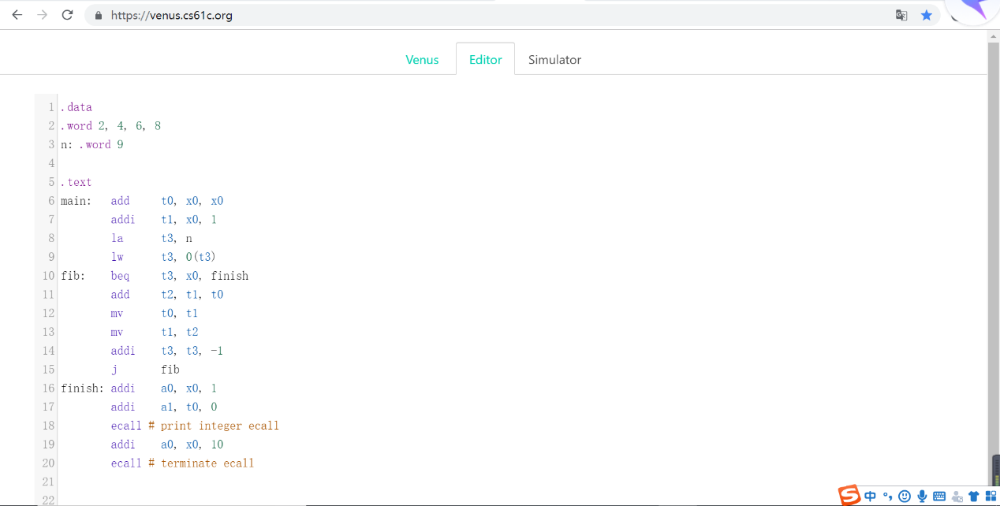 https://venus.cs61c.org
Venus Editor Simulator
1 .data
2 .word 2, 4, 6, 8
3 n: .word 9
4
5 .text
6 main: add t0, x0, x0
7 addi t1, x0, 1
8 la t3, n
9 lw t3, 0(t3)
10 fib: beq t3, x0, finish
11 add t2, t1, t0
12 mv t0, t1
13 mv t1, t2
14 addi t3, t3, -1
15 j fib
16 finish: addi a0, x0, 1
17 addi a1, t0, 0
18 ecall # print integer ecall
19 addi a0, x0, 10
20 ecall # terminate ecall
21
22
S 中 °,